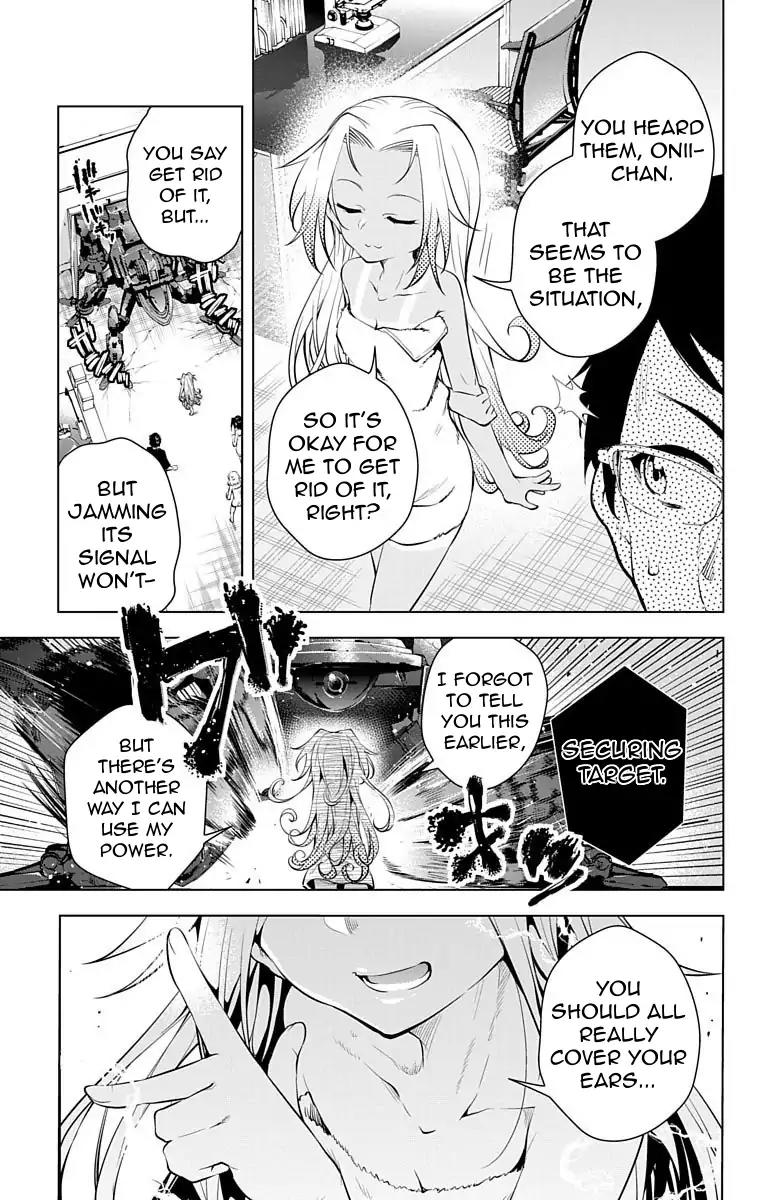 YOU HEARD
THEM, ONII-
CHAN.
THAT
SEEMS TO
BE THE
SITUATION,
SO IT'S
OKAY FOR
ME TO GET
RID OF IT,
RIGHT?
YOU SAY
GET RID
OF IT,
BUT...
BUT
JAMMING
ITS
SIGNAL
WON'T-
SECURING
TARGET.
I FORGOT
TO TELL
YOU THIS
EARLIER,
BUT
THERE'S
ANOTHER
WAY I CAN
USE MY
POWER.
YOU
SHOULD ALL
REALLY
COVER YOUR
EARS...